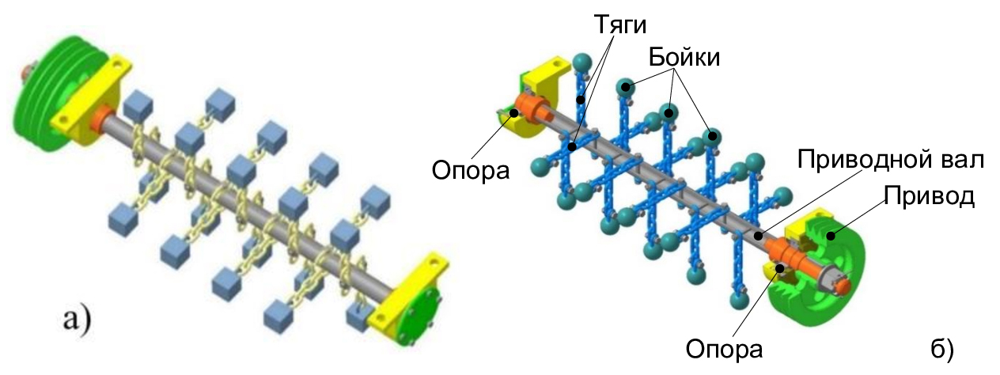 Тяги
Бойки
Опора
Приводной вал
Привод
а)
Опора
б)